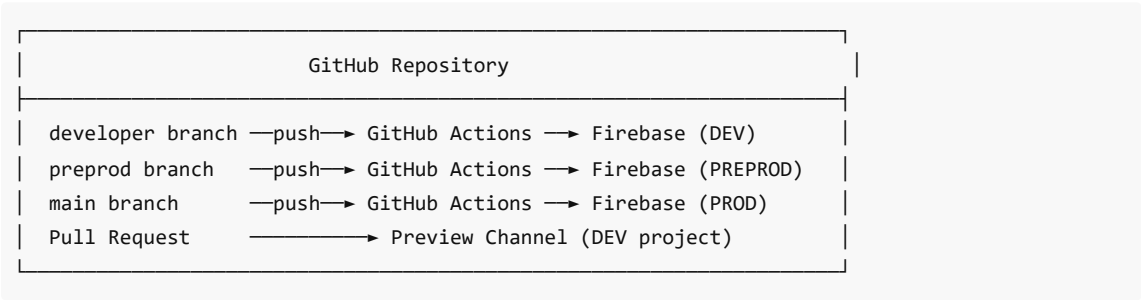 GitHub Repository
developer branch ──push──► GitHub Actions ──► Firebase (DEV)
preprod branch ──push──► GitHub Actions ──► Firebase (PREPROD)
main branch ──push──► GitHub Actions ──► Firebase (PROD)
Pull Request ──────────► Preview Channel (DEV project)